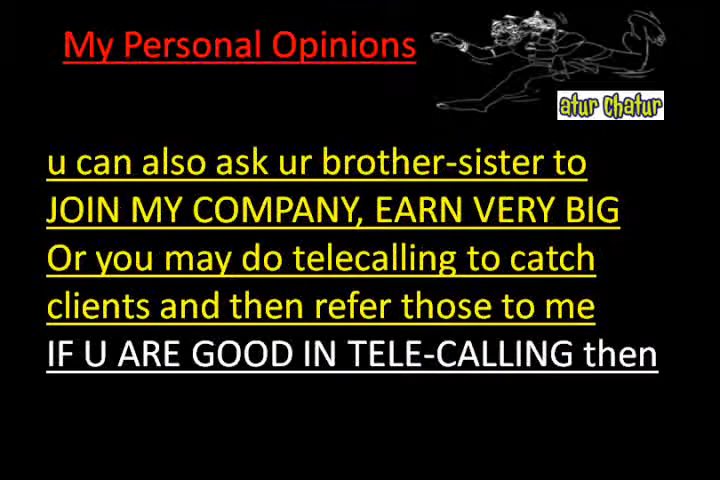 My Personal Opinions
atur chatur
u can also ask ur brother-sister to
JOIN MY COMPANY, EARN VERY BIG
Or you may do telecalling to catch
clients and then refer those to me
IF U ARE GOOD IN TELE-CALLING then